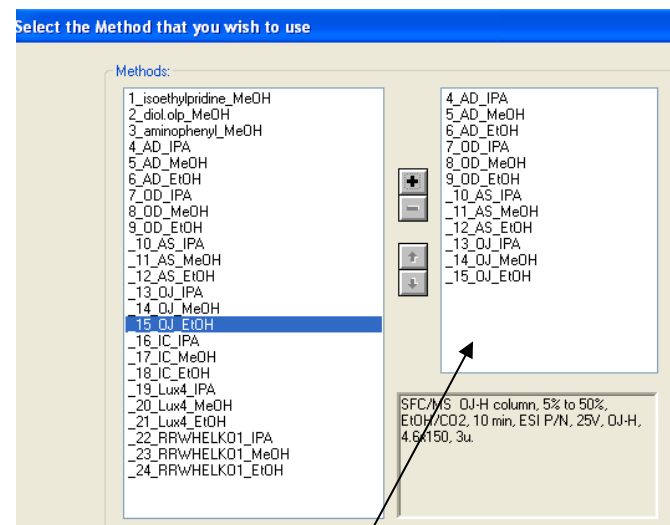 Select the Method that you wish to use
Methods:
1_isoethylpridine_MeOH
2_diol.olp_MeOH
3_aminophenyl_MeOH
4_AD_IPA
5_AD_MeOH
6_AD_EtOH
7_OD_IPA
8_OD_MeOH
9_OD_EtOH
_10_AS_IPA
_11_AS_MeOH
_12_AS_EtOH
_13_OJ_IPA
_14_OJ_MeOH
_15_OJ_EtOH
_16_IC_IPA
_17_IC_MeOH
_18_IC_EtOH
_19_Lux4_IPA
_20_Lux4_MeOH
_21_Lux4_EtOH
_22_RRWHELKO1_IPA
_23_RRWHELKO1_MeOH
_24_RRWHELKO1_EtOH
4_AD_IPA
5_AD_MeOH
6_AD_EtOH
7_OD_IPA
8_OD_MeOH
9_OD_EtOH
_10_AS_IPA
_11_AS_MeOH
_12_AS_EtOH
_13_OJ_IPA
_14_OJ_MeOH
_15_OJ_EtOH
SFC/MS OJ-H column, 5% to 50%,
EtOH/CO2, 10 min, ESI P/N, 25V, OJ-H,
4.6x150, 3u.